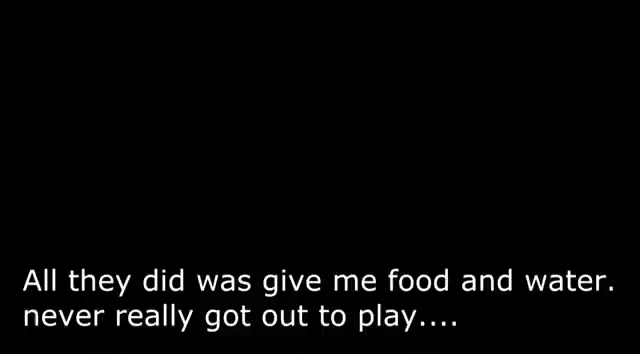 All they did was give me food and water.
never really got out to play....